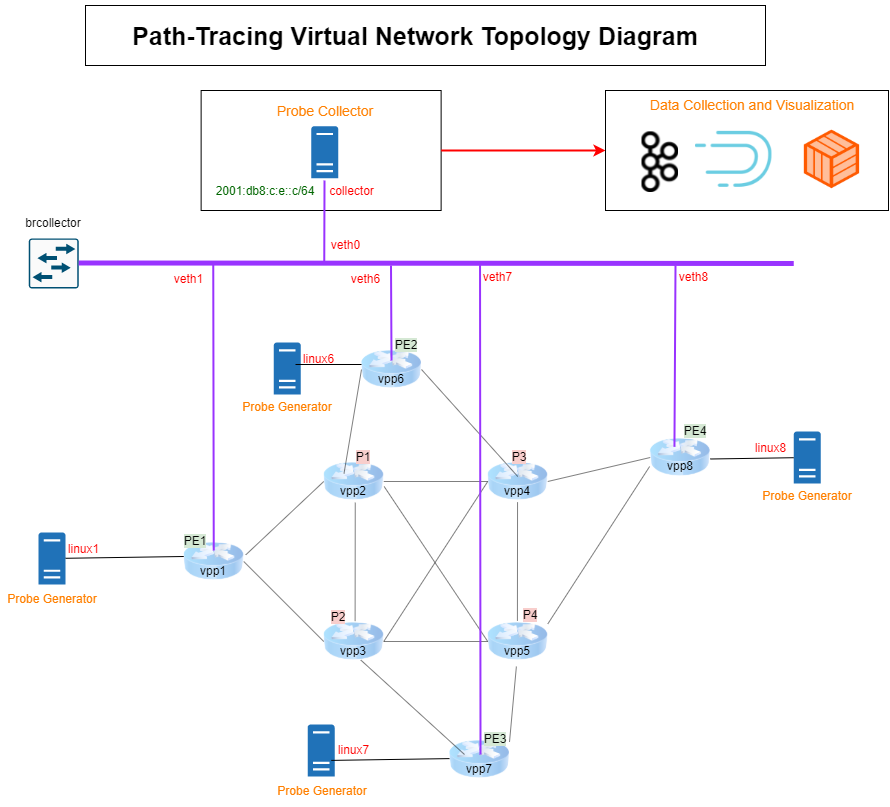 Path-Tracing Virtual Network Topology Diagram
Probe Collector
Data Collection and Visualization
2001:db8:c:e::c/64
collector
brcollector
veth0
veth1
veth6
veth7
veth8
PE2
linux6
vpp6
Probe Generator
PE4
linux8
vpp8
Probe Generator
P1
vpp2
P3
vpp4
PE1
linux1
vpp1
Probe Generator
P2
vpp3
P4
vpp5
PE3
linux7
vpp7
Probe Generator